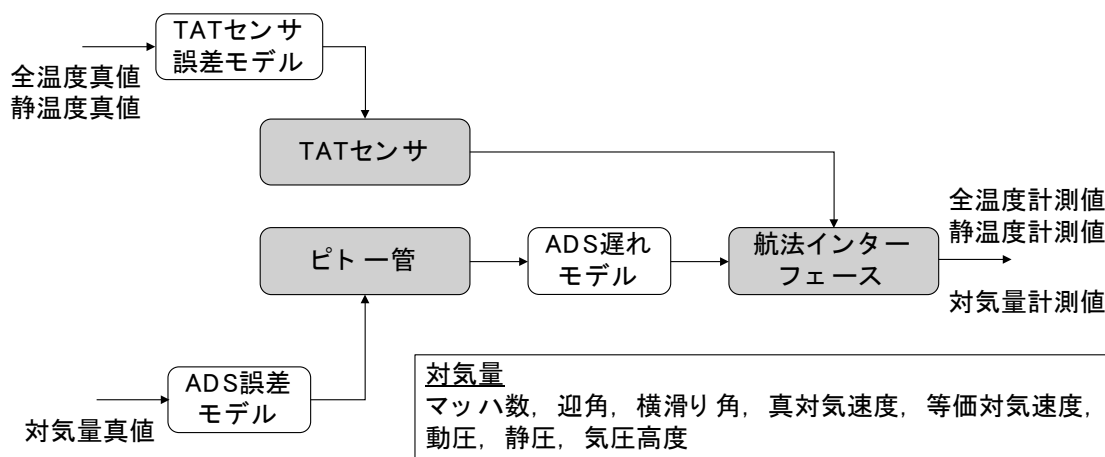 TATセンサ
誤差モデル
全温度真値
静温度真値
TATセンサ
ピトー管
ADS遅れ
モデル
航法インター
フェース
全温度計測値
静温度計測値
対気量計測値
ADS誤差
モデル
対気量真値
対気量
マッハ数，迎角，横滑り角，真対気速度，等価対気速度，
動圧，静圧，気圧高度